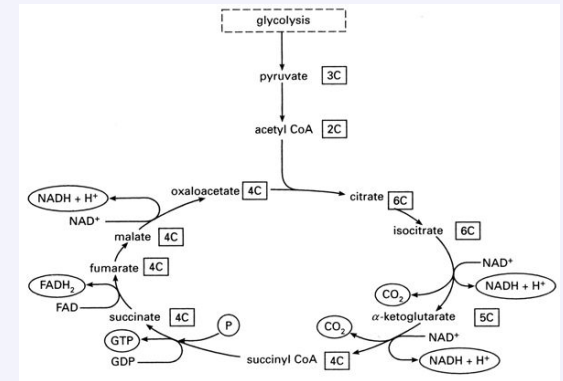 glycolysis
pyruvate 3C
acetyl CoA 2C
oxaloacetate 4C
citrate 6C
isocitrate 6C
NAD+
NADH + H+
CO2
α-ketoglutarate 5C
NAD+
NADH + H+
CO2
succinyl CoA 4C
P
GTP
GDP
succinate 4C
FADH2
FAD
fumarate 4C
malate 4C
NADH + H+
NAD+